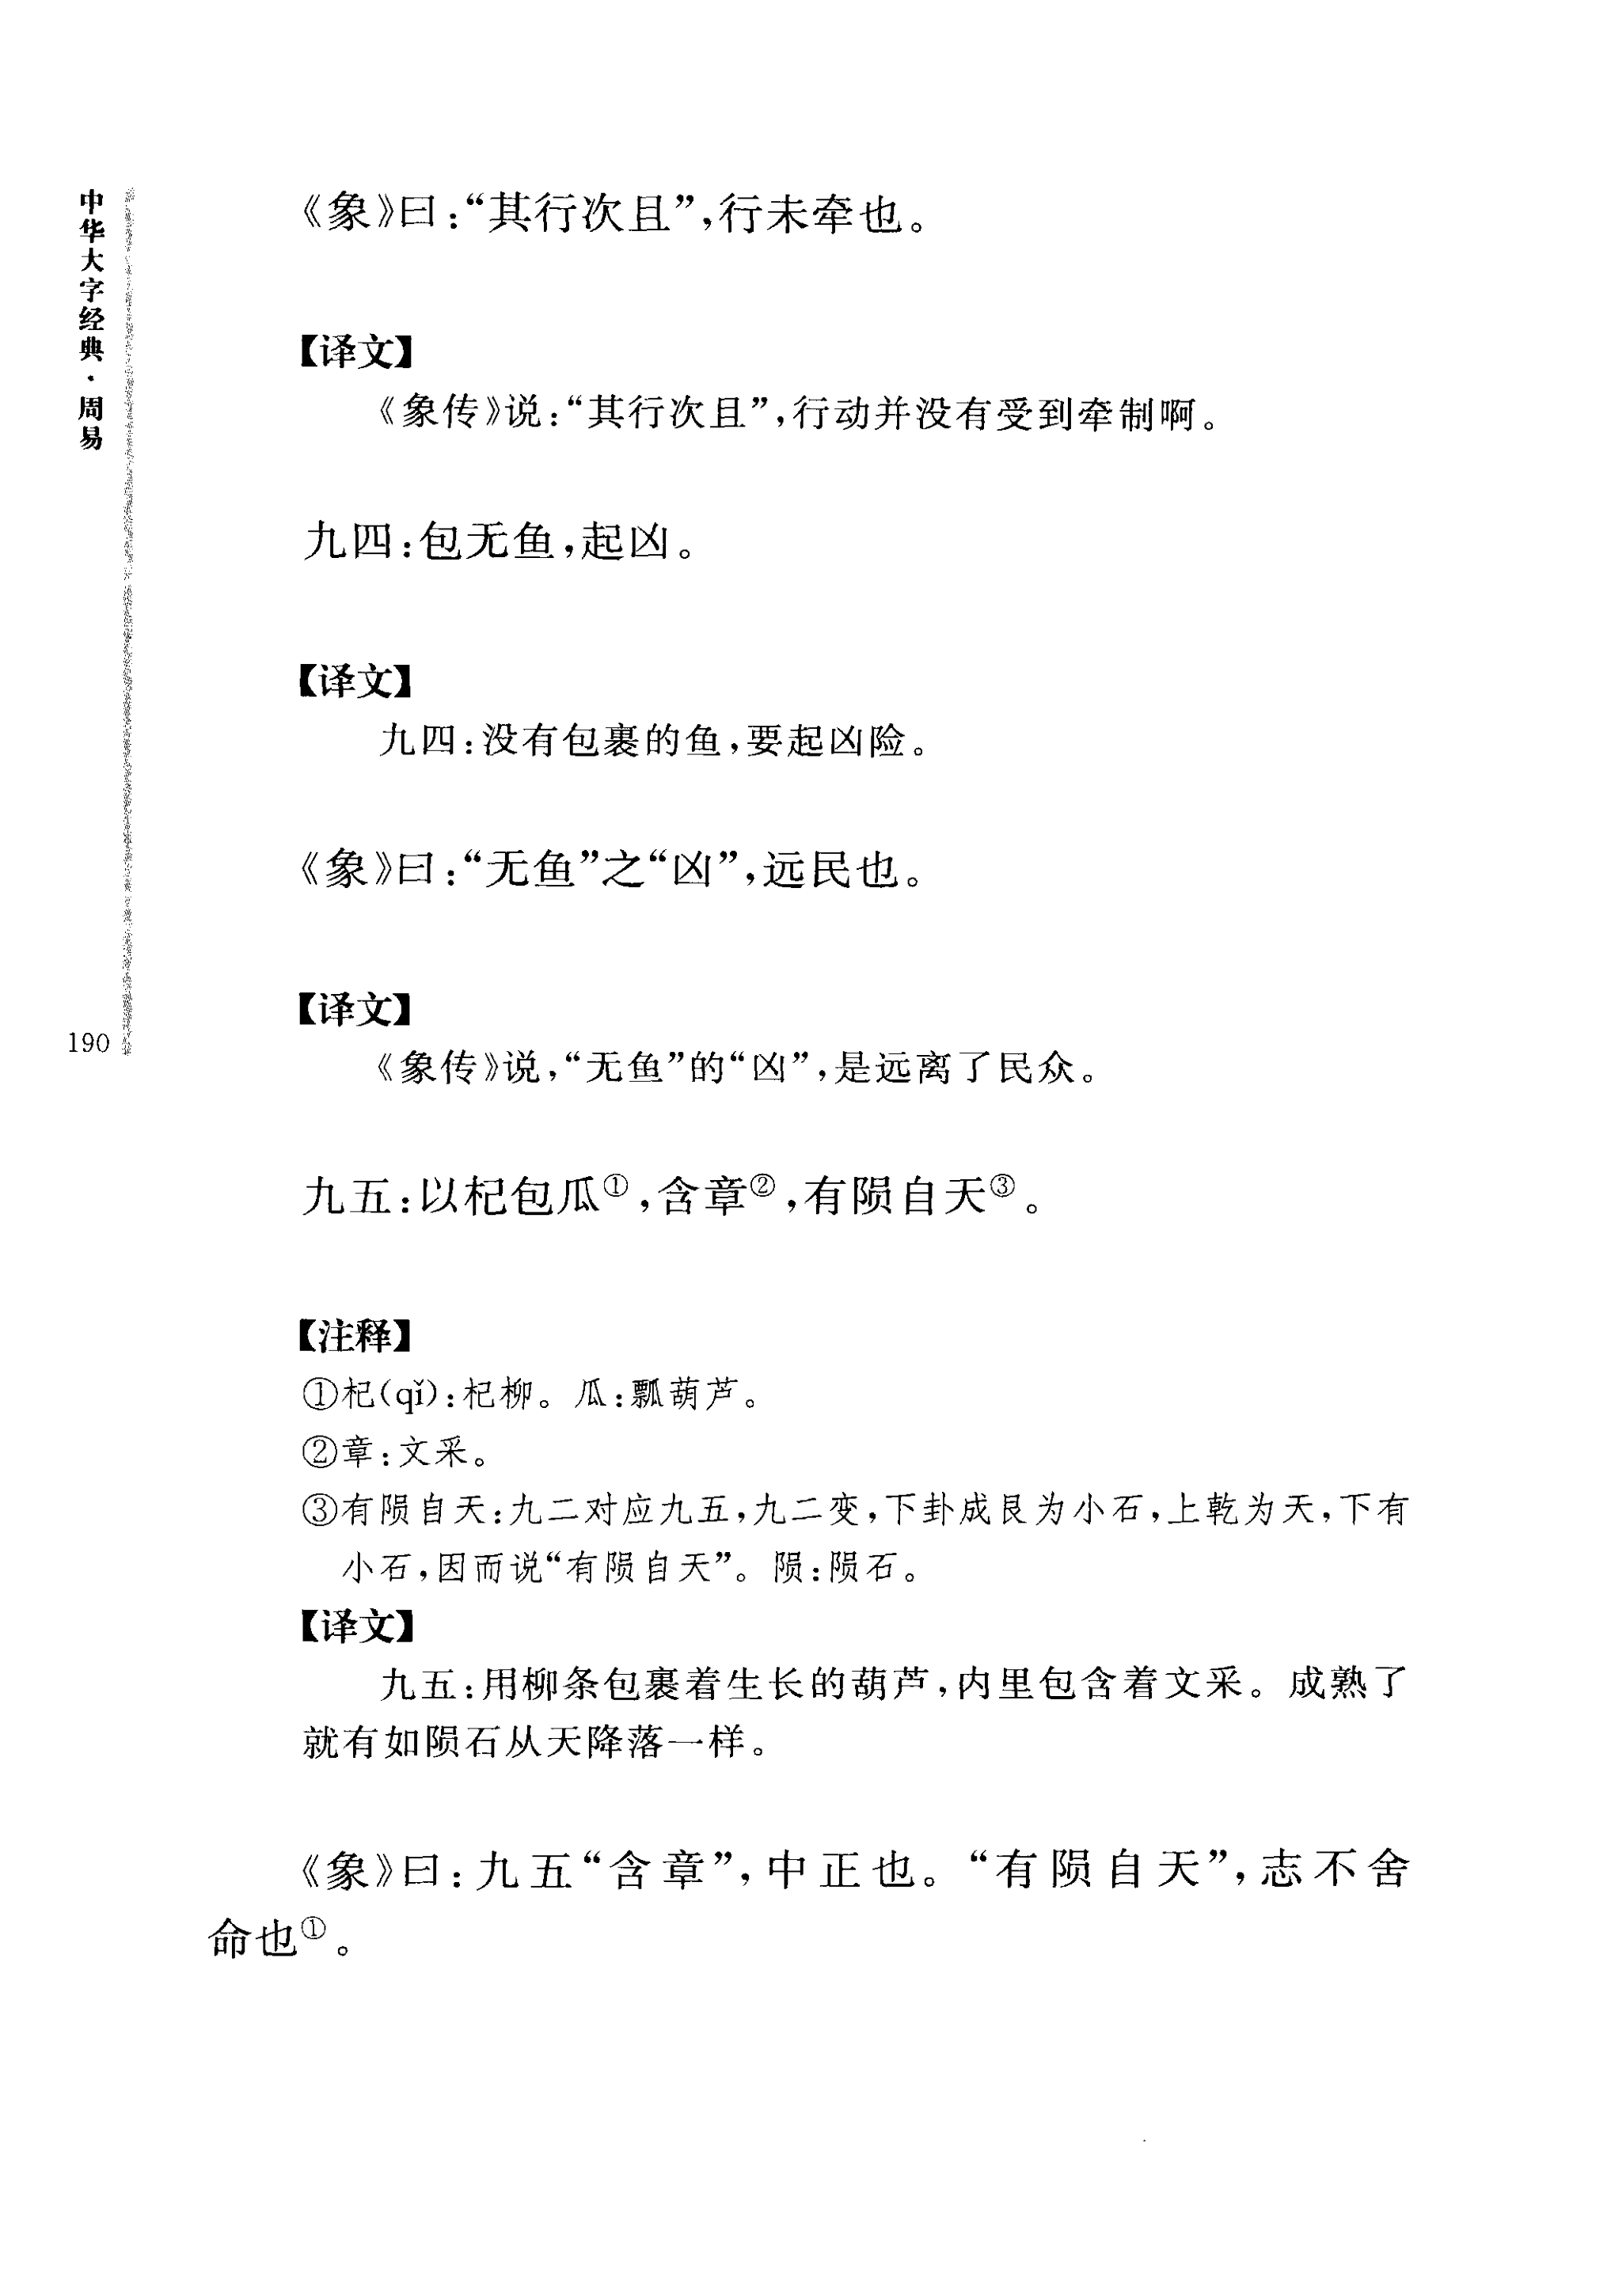 中华大字经典·周易
190
《象》曰：“其行次且”，行未牵也。
【译文】
《象传》说：“其行次且”，行动并没有受到牵制啊。
九四：包无鱼，起凶。
【译文】
九四：没有包裹的鱼，要起凶险。
《象》曰：“无鱼”之“凶”，远民也。
【译文】
《象传》说，“无鱼”的“凶”，是远离了民众。
九五：以杞包瓜①，含章②，有陨自天③。
【注释】
①杞(qǐ)：杞柳。瓜：瓢葫芦。
②章：文采。
③有陨自天：九二对应九五，九二变，下卦成艮为小石，上乾为天，下有
小石，因而说“有陨自天”。陨：陨石。
【译文】
九五：用柳条包裹着生长的葫芦，内里包含着文采。成熟了
就有如陨石从天降落一样。
《象》曰：九五“含章”，中正也。“有陨自天”，志不舍
命也①。